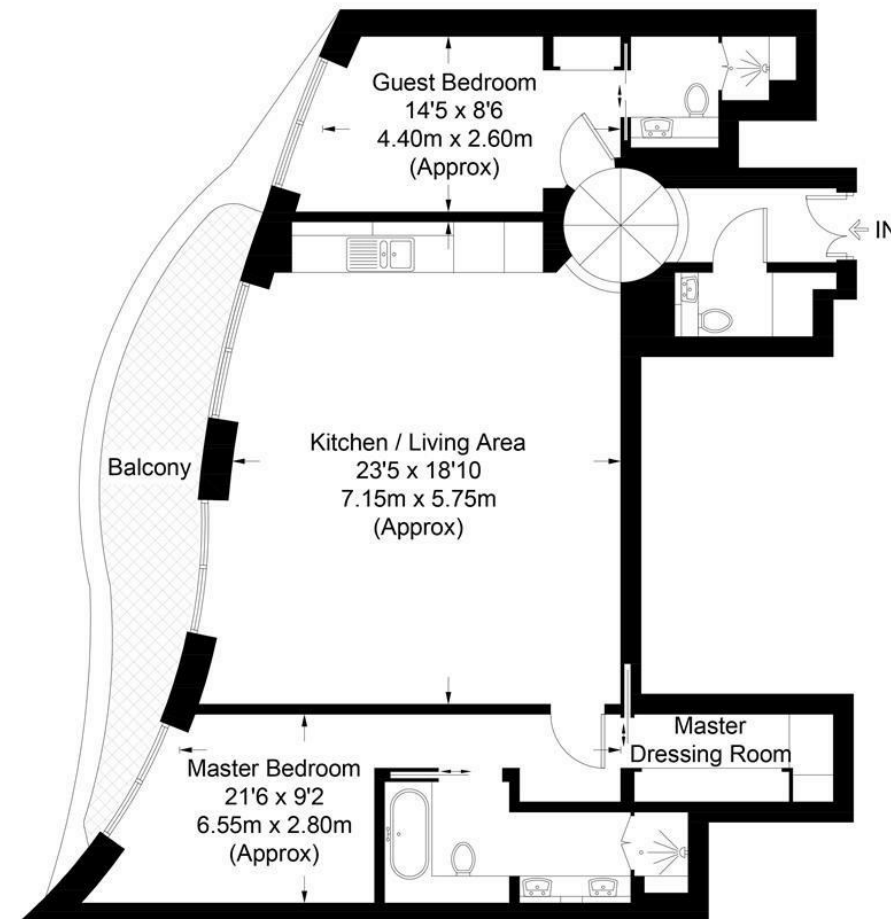 Guest Bedroom
14'5 x 8'6
4.40m x 2.60m
(Approx)
IN
Kitchen / Living Area
23'5 x 18'10
7.15m x 5.75m
(Approx)
Balcony
Master
Dressing Room
Master Bedroom
21'6 x 9'2
6.55m x 2.80m
(Approx)